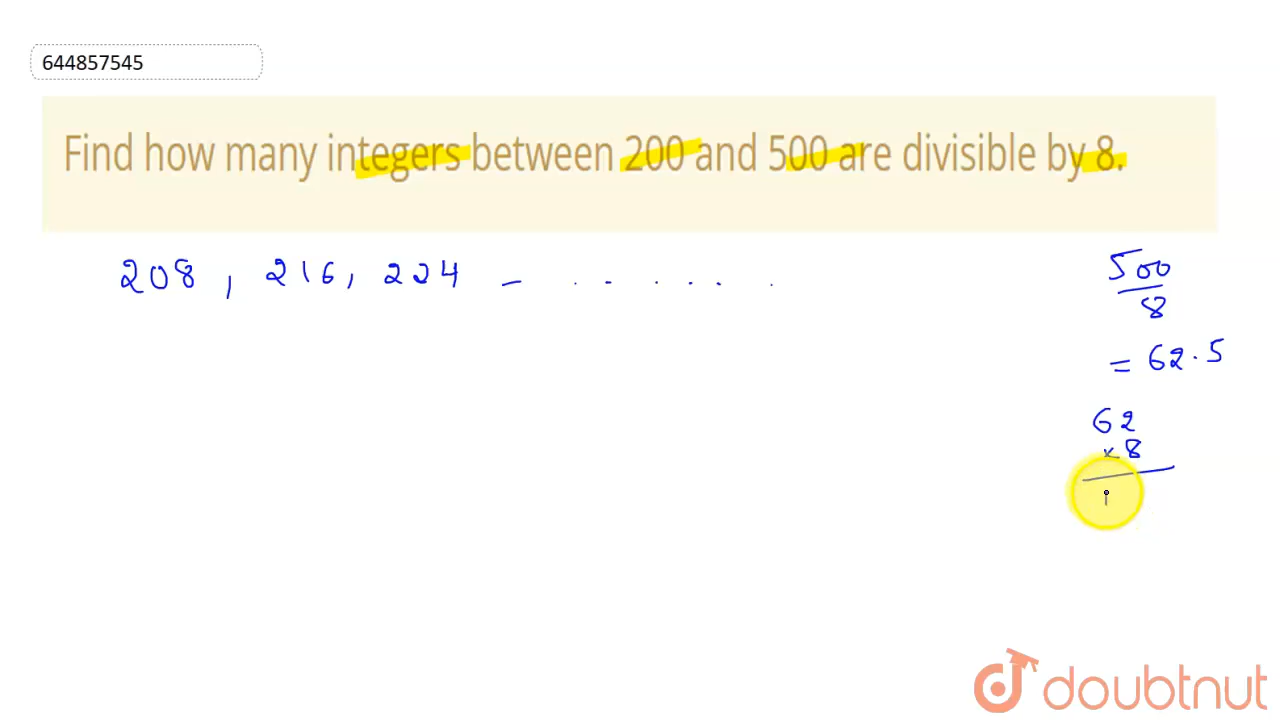 644857545
Find how many integers between 200 and 500 are divisible by 8.
208 , 216, 224 - . - . . . .
500
8
= 62.5
62
×8
doubtnut